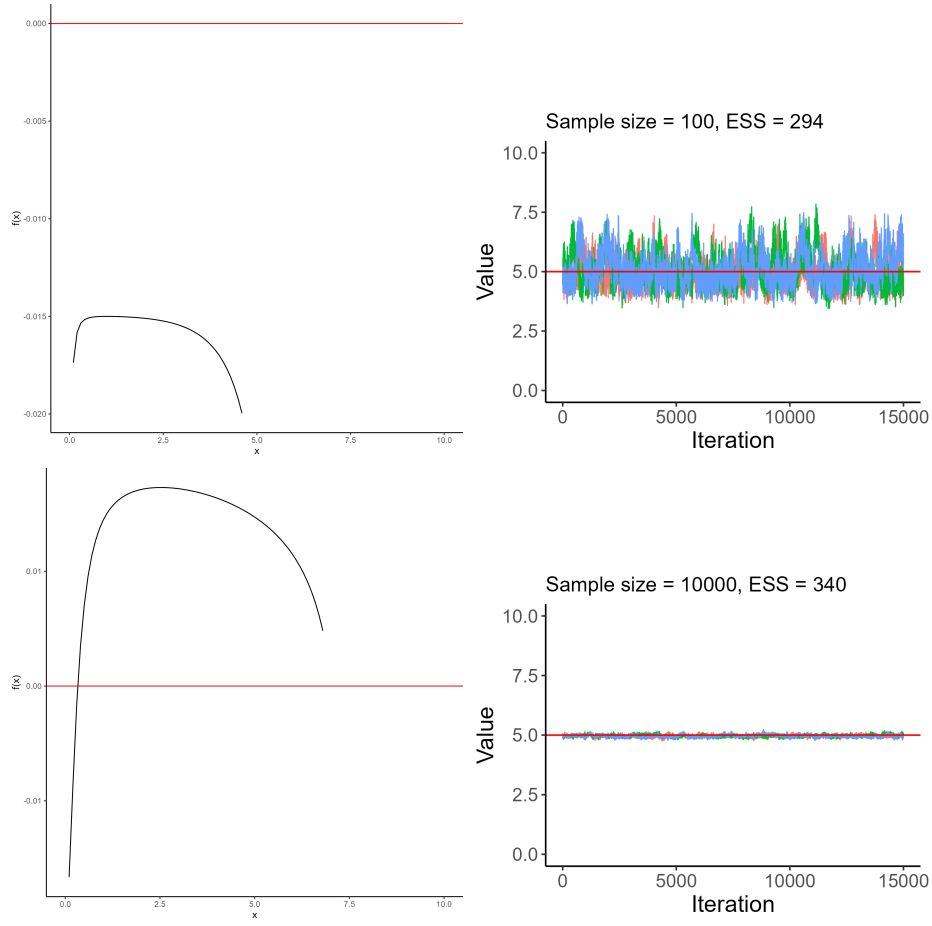 0.000
-0.005
-0.010
-0.015
-0.020
f(x)
0.0 2.5 5.0 7.5 10.0
x
Sample size = 100, ESS = 294
10.0
7.5
5.0
2.5
0.0
Value
0 5000 10000 15000
Iteration
0.01
0.00
-0.01
f(x)
0.0 2.5 5.0 7.5 10.0
x
Sample size = 10000, ESS = 340
10.0
7.5
5.0
2.5
0.0
Value
0 5000 10000 15000
Iteration